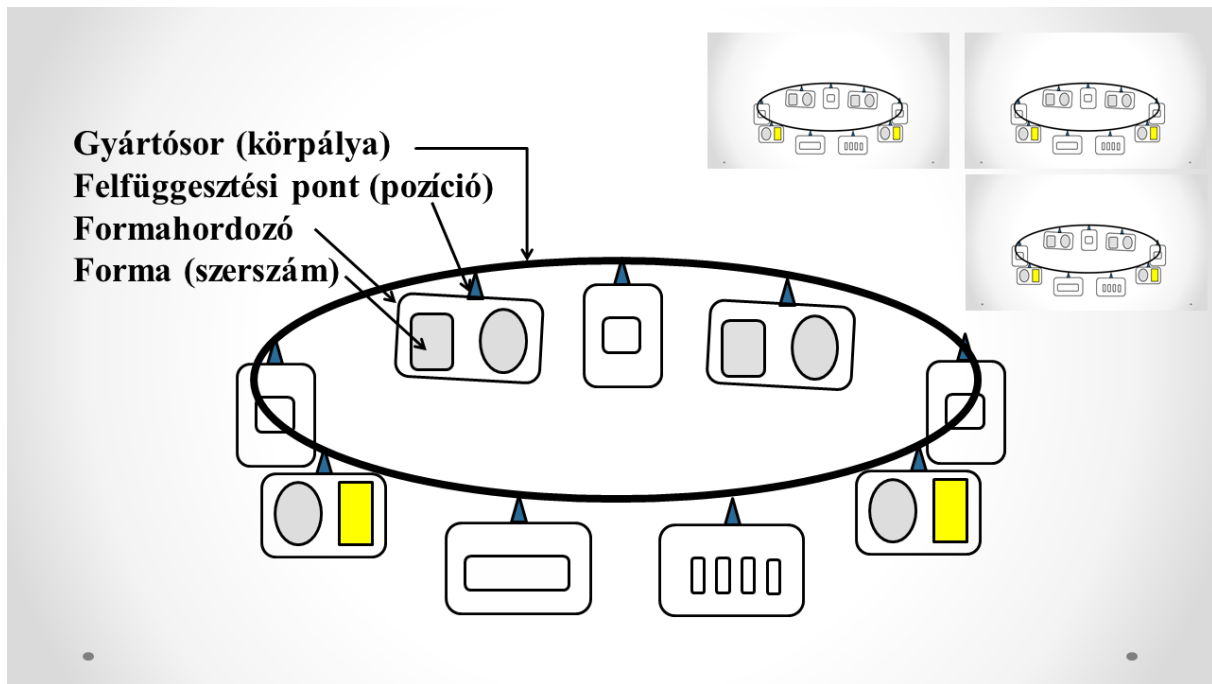 Gyártósor (körpálya)
Felfüggesztési pont (pozíció)
Formahordozó
Forma (szerszám)